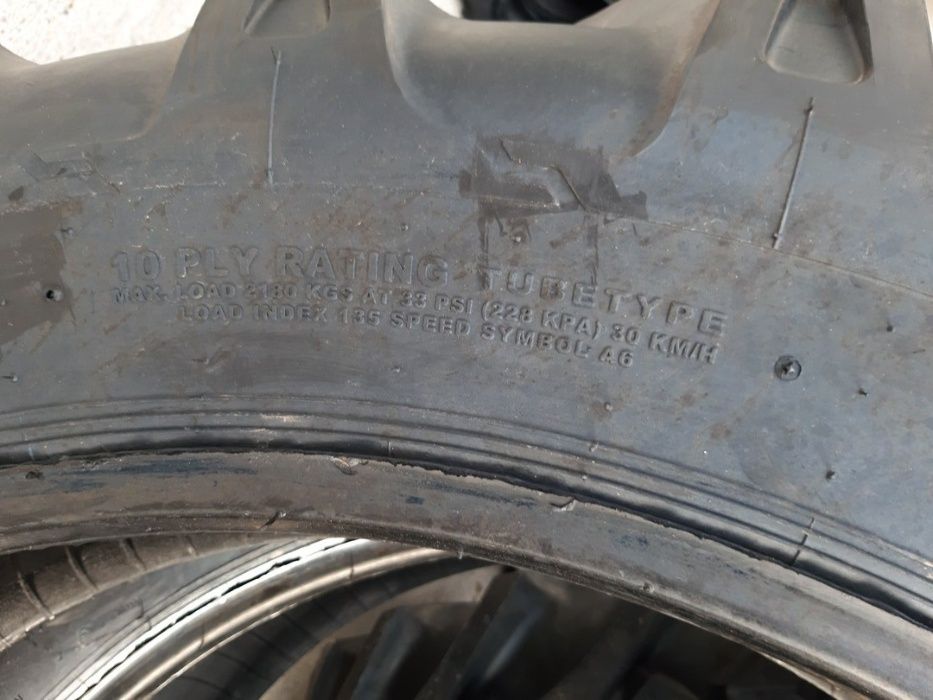 10 PLY RATING TUBETYPE
MAX. LOAD 2180 KGS AT 33 PSI (228 KPA) 30 KM/H
LOAD INDEX 135 SPEED SYMBOL A6